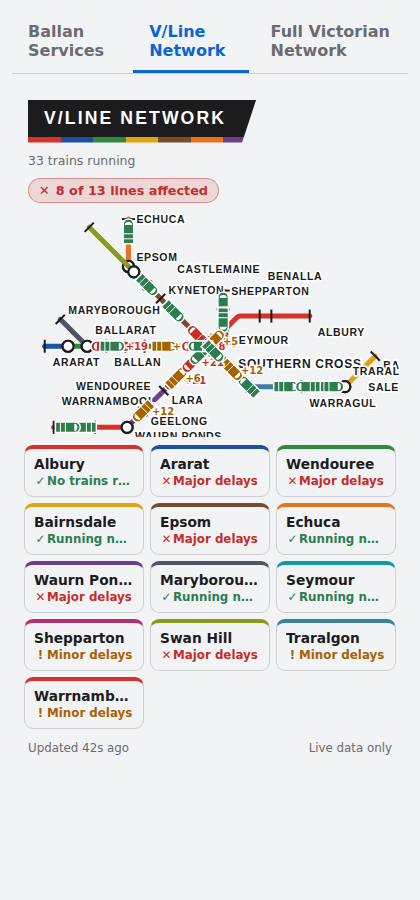 Ballan Services
V/Line Network
Full Victorian Network
V/LINE NETWORK
33 trains running
✕ 8 of 13 lines affected
ECHUCA
EPSOM
CASTLEMAINE
BENALLA
KYNETON
SHEPPARTON
MARYBOROUGH
BALLARAT
ALBURY
SEYMOUR
+5
+19
ARARAT
BALLAN
SOUTHERN CROSS
+12
TRARAL
WENDOUREE
+6
SALE
WARRNAMBOOL
LARA
WARRAGUL
+12
GEELONG
WAURN PONDS
Albury
✓ No trains r...
Ararat
✕ Major delays
Wendouree
✕ Major delays
Bairnsdale
✓ Running n...
Epsom
✕ Major delays
Echuca
✓ Running n...
Waurn Pon...
✕ Major delays
Maryborou...
✓ Running n...
Seymour
✓ Running n...
Shepparton
! Minor delays
Swan Hill
✕ Major delays
Traralgon
! Minor delays
Warrnamb...
! Minor delays
Updated 42s ago
Live data only